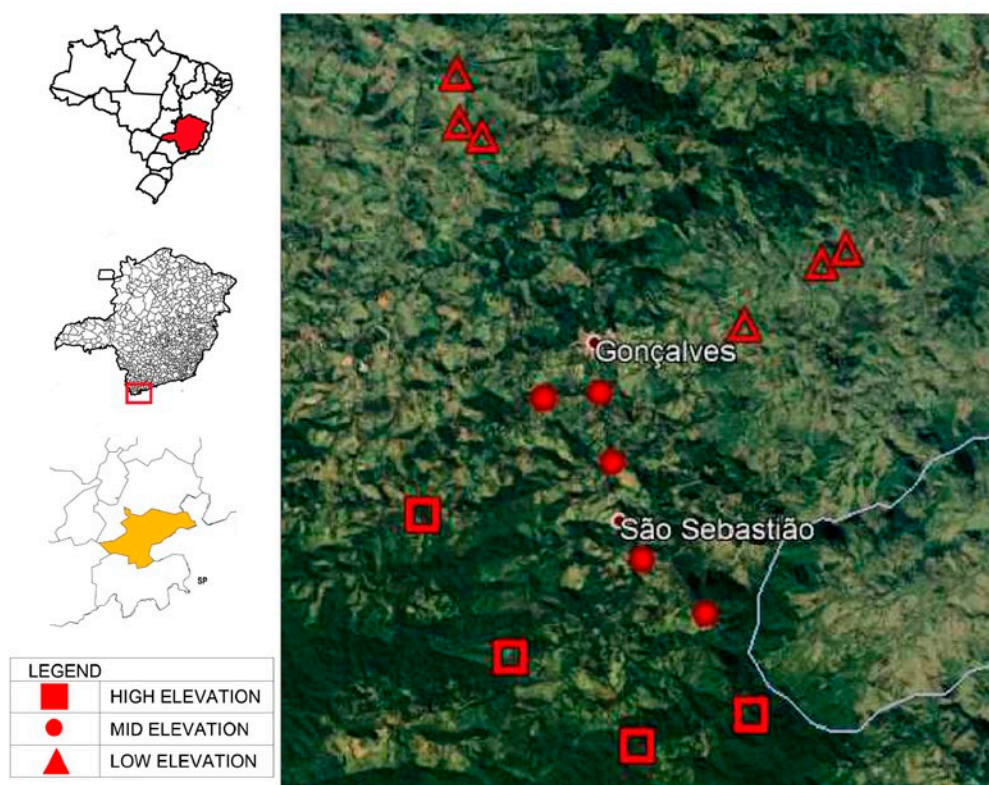 Gonçalves
São Sebastião
SP
LEGEND
HIGH ELEVATION
MID ELEVATION
LOW ELEVATION